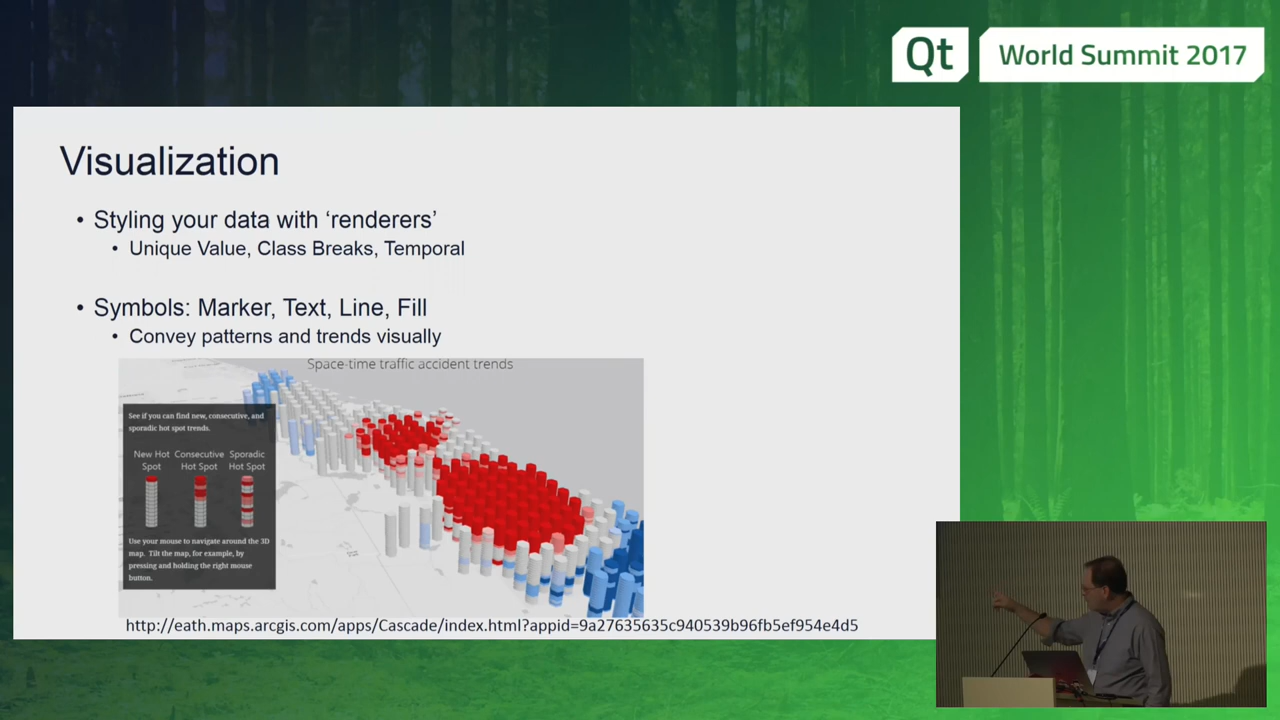 Qt World Summit 2017
Visualization
• Styling your data with ‘renderers’
• Unique Value, Class Breaks, Temporal
• Symbols: Marker, Text, Line, Fill
• Convey patterns and trends visually
Space-time traffic accident trends
See if you can find new, consecutive, and
sporadic hot spot trends.
New Hot Spot
Consecutive Hot Spot
Sporadic Hot Spot
Use your mouse to navigate around the 3D
map. Tilt the map, for example, by
pressing and holding the right mouse
button.
http://eath.maps.arcgis.com/apps/Cascade/index.html?appid=9a27635635c940539b96fb5ef954e4d5